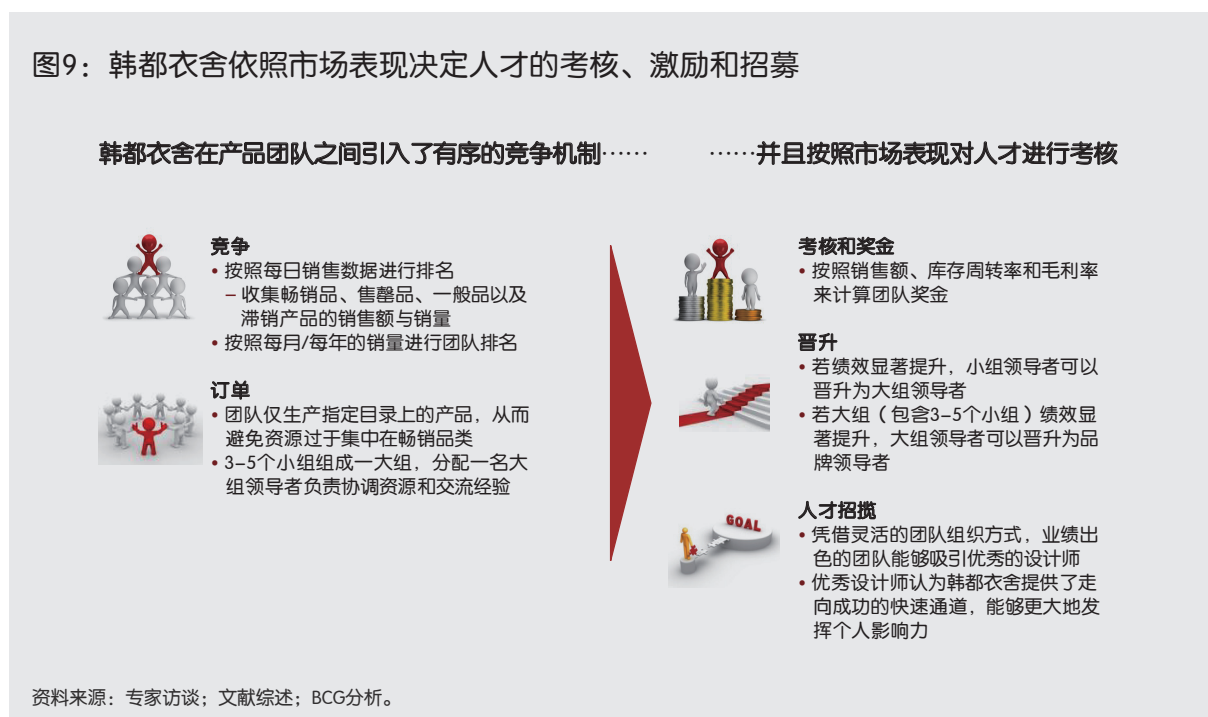 图9：韩都衣舍依照市场表现决定人才的考核、激励和招募
韩都衣舍在产品团队之间引入了有序的竞争机制……
竞争
• 按照每日销售数据进行排名
– 收集畅销品、售罄品、一般品以及
滞销产品的销售额与销量
• 按照每月/每年的销量进行团队排名
订单
• 团队仅生产指定目录上的产品，从而
避免资源过于集中在畅销品类
• 3–5个小组组成一大组，分配一名大
组领导者负责协调资源和交流经验
……并且按照市场表现对人才进行考核
考核和奖金
• 按照销售额、库存周转率和毛利率
来计算团队奖金
晋升
• 若绩效显著提升，小组领导者可以
晋升为大组领导者
• 若大组（包含3–5个小组）绩效显
著提升，大组领导者可以晋升为品
牌领导者
GOAL
人才招揽
• 凭借灵活的团队组织方式，业绩出
色的团队能够吸引优秀的设计师
• 优秀设计师认为韩都衣舍提供了走
向成功的快速通道，能够更大地发
挥个人影响力
资料来源：专家访谈；文献综述；BCG分析。